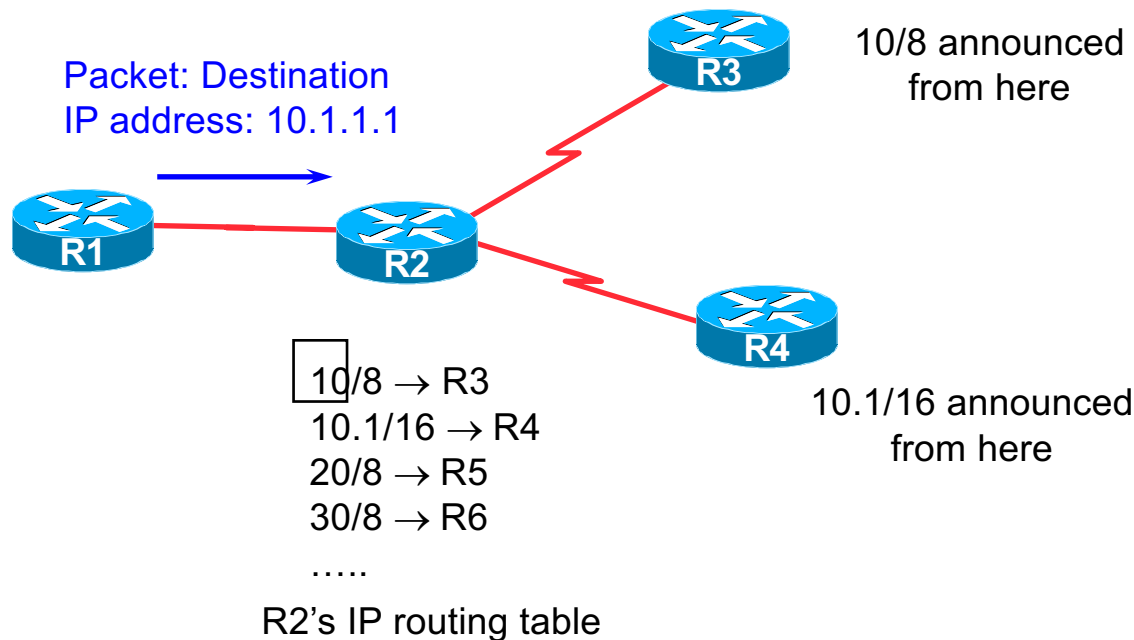 Packet: Destination
IP address: 10.1.1.1
R3
10/8 announced
from here
R1
R2
R4
10.1/16 announced
from here
10/8 → R3
10.1/16 → R4
20/8 → R5
30/8 → R6
…..
R2’s IP routing table